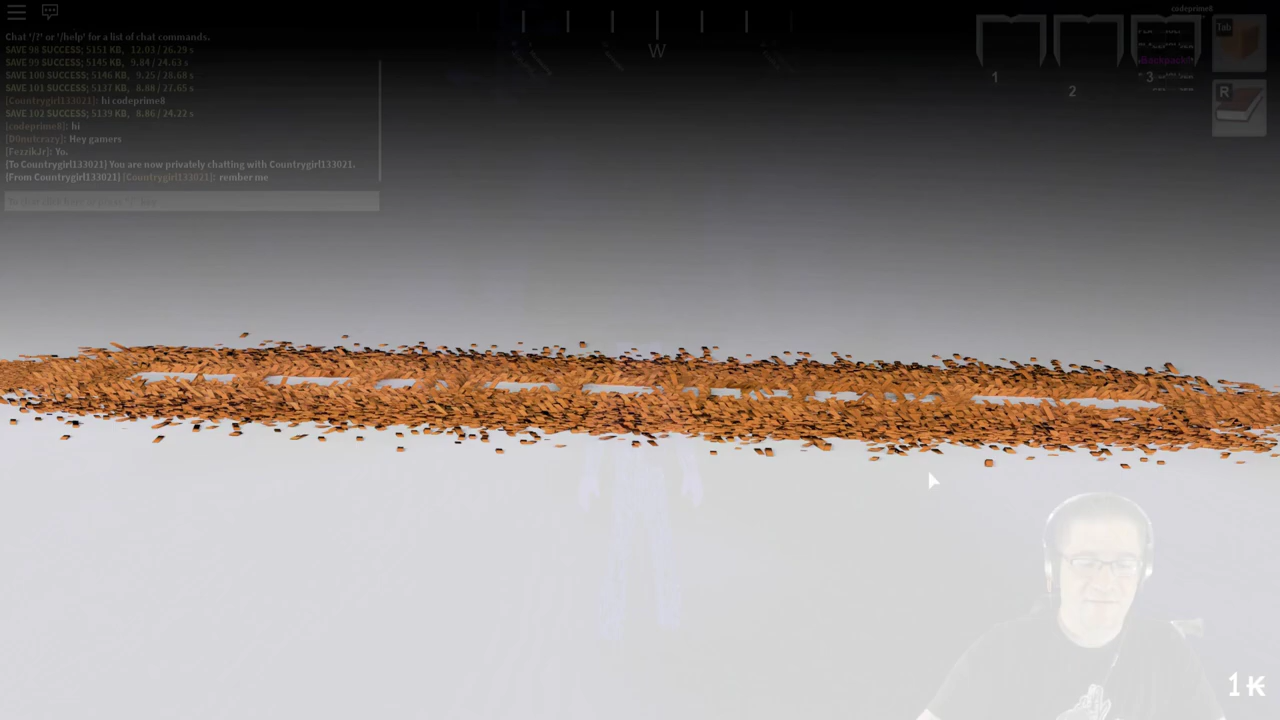 codeprime8
Chat '/?' or '/help' for a list of chat commands.
SAVE 98 SUCCESS; 5151 KB, 12.03 / 26.29 s
SAVE 99 SUCCESS; 5145 KB, 9.84 / 24.63 s
SAVE 100 SUCCESS; 5146 KB, 9.25 / 28.68 s
SAVE 101 SUCCESS; 5137 KB, 8.88 / 27.65 s
[Countrygirl133021]: hi codeprime8
SAVE 102 SUCCESS; 5139 KB, 8.86 / 24.22 s
[codeprime8]: hi
[D0nutcrazy]: Hey gamers
[FezzikJr]: Yo.
{To Countrygirl133021} You are now privately chatting with Countrygirl133021.
{From Countrygirl133021} [Countrygirl133021]: rember me
W
1
2
3
Backpask
Tab
R
1